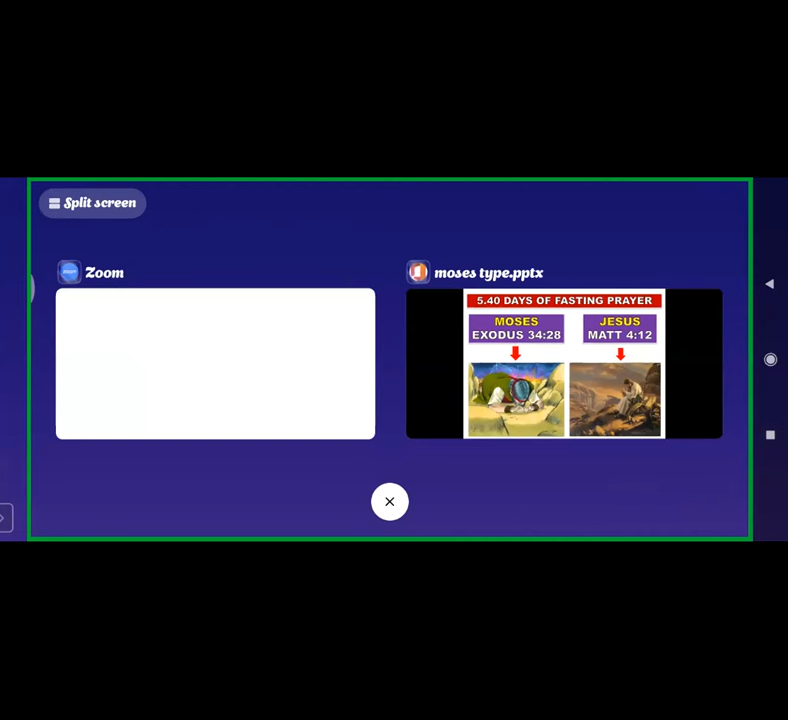 Split screen
Zoom
moses type.pptx
5.40 DAYS OF FASTING PRAYER
MOSES
EXODUS 34:28
JESUS
MATT 4:12